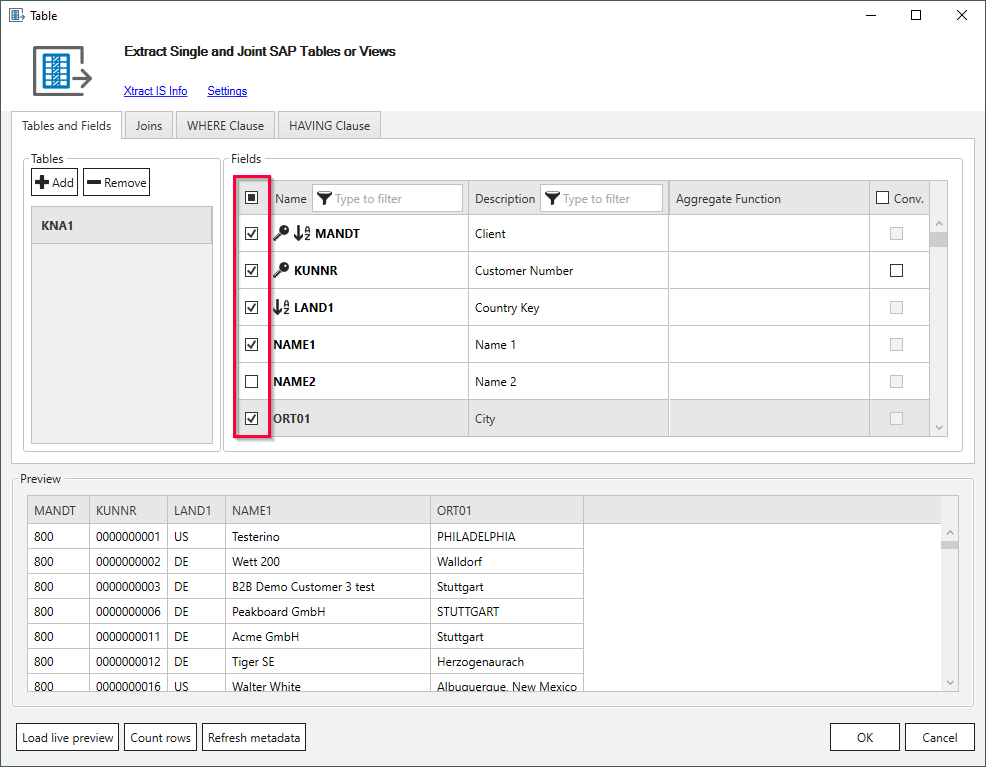 Table
Extract Single and Joint SAP Tables or Views
Xtract IS Info Settings
Tables and Fields Joins WHERE Clause HAVING Clause
Tables
Add Remove
KNA1
Fields
Name Type to filter Description Type to filter Aggregate Function Conv.
MANDT Client
KUNNR Customer Number
LAND1 Country Key
NAME1 Name 1
NAME2 Name 2
ORT01 City
Preview
MANDT KUNNR LAND1 NAME1 ORT01
800 0000000001 US Testerino PHILADELPHIA
800 0000000002 DE Wett 200 Walldorf
800 0000000003 DE B2B Demo Customer 3 test Stuttgart
800 0000000006 DE Peakboard GmbH STUTTGART
800 0000000011 DE Acme GmbH Stuttgart
800 0000000012 DE Tiger SE Herzogenaurach
800 0000000016 US Walter White Albuquerque, New Mexico
Load live preview Count rows Refresh metadata OK Cancel